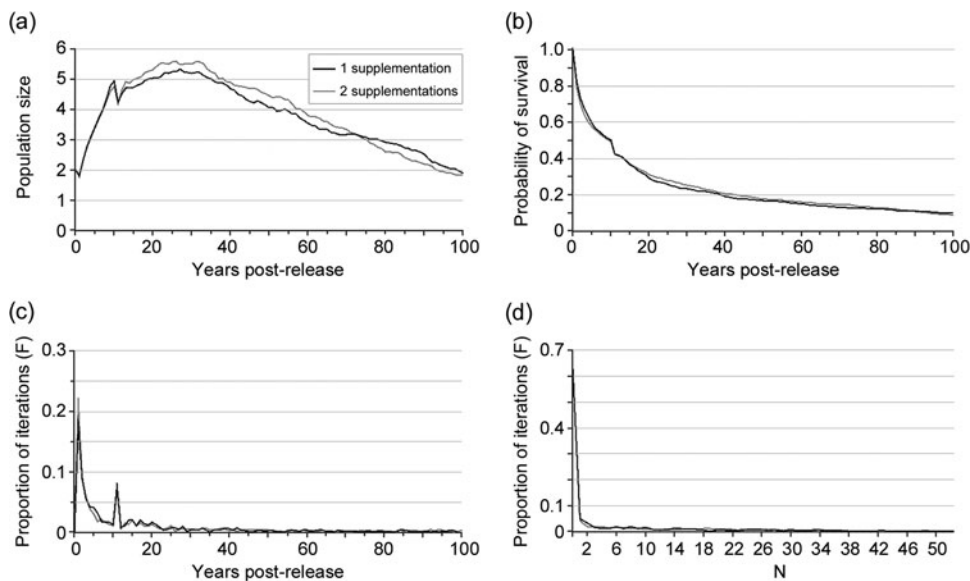 (a)
6
5
4
3
2
1
0
Population size
1 supplementation
2 supplementations
0 20 40 60 80 100
Years post-release
(b)
1.0
0.8
0.6
0.4
0.2
0
Probability of survival
0 20 40 60 80 100
Years post-release
(c)
0.3
0.2
0.1
0
Proportion of iterations (F)
0 20 40 60 80 100
Years post-release
(d)
0.7
0.4
0.1
0
Proportion of iterations (F)
2 6 10 14 18 22 26 30 34 38 42 46 50
N